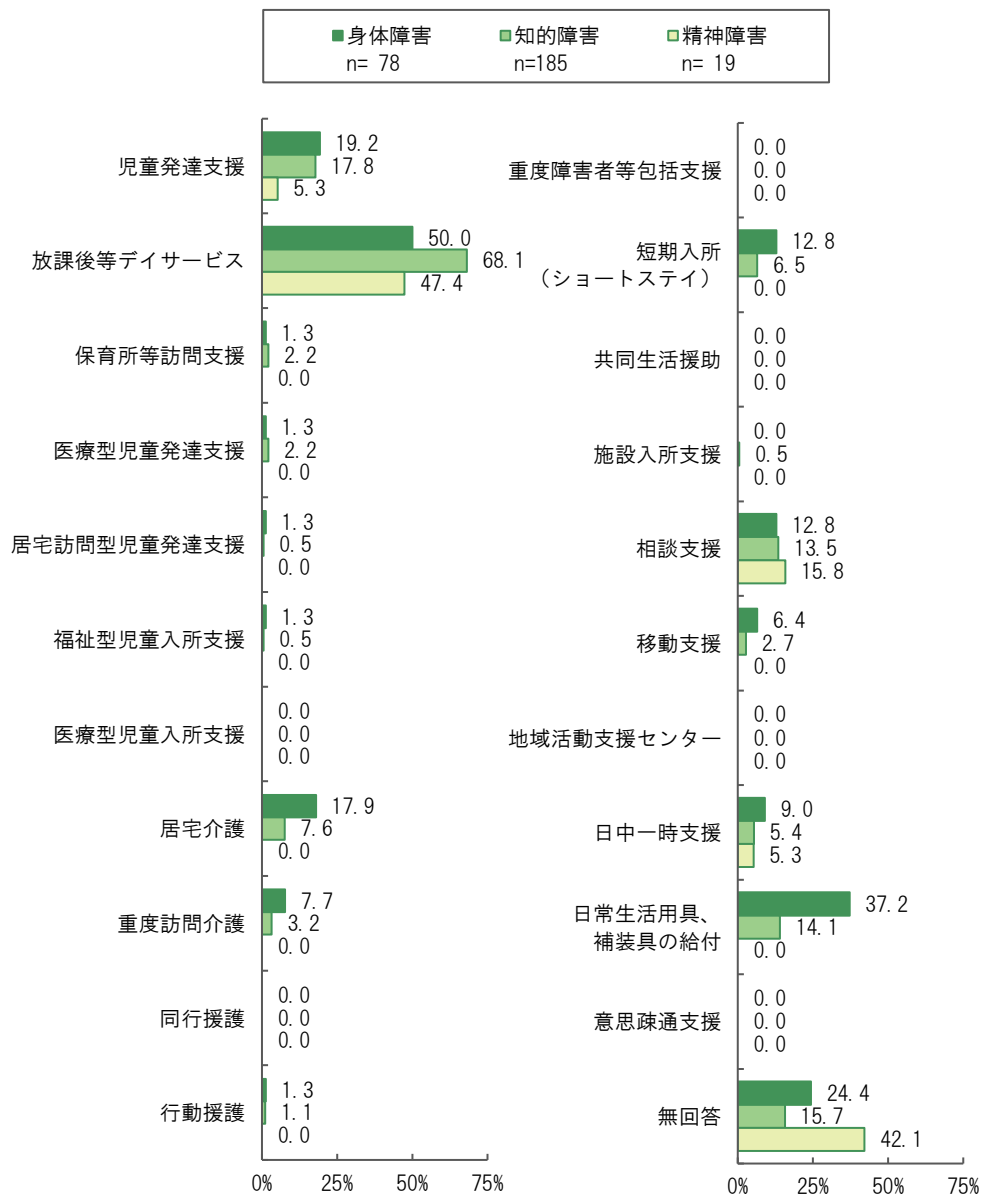 ■身体障害 ■知的障害 ■精神障害
n= 78 n=185 n= 19
児童発達支援
19.2
17.8
5.3
放課後等デイサービス
50.0
68.1
47.4
保育所等訪問支援
1.3
2.2
0.0
医療型児童発達支援
1.3
2.2
0.0
居宅訪問型児童発達支援
1.3
0.5
0.0
福祉型児童入所支援
1.3
0.5
0.0
医療型児童入所支援
0.0
0.0
0.0
居宅介護
17.9
7.6
0.0
重度訪問介護
7.7
3.2
0.0
同行援護
0.0
0.0
0.0
行動援護
1.3
1.1
0.0
0% 25% 50% 75%
重度障害者等包括支援
0.0
0.0
0.0
短期入所
（ショートステイ）
12.8
6.5
0.0
共同生活援助
0.0
0.0
0.0
施設入所支援
0.0
0.5
0.0
相談支援
12.8
13.5
15.8
移動支援
6.4
2.7
0.0
地域活動支援センター
0.0
0.0
0.0
日中一時支援
9.0
5.4
5.3
日常生活用具、
補装具の給付
37.2
14.1
0.0
意思疎通支援
0.0
0.0
0.0
無回答
24.4
15.7
42.1
0% 25% 50% 75%